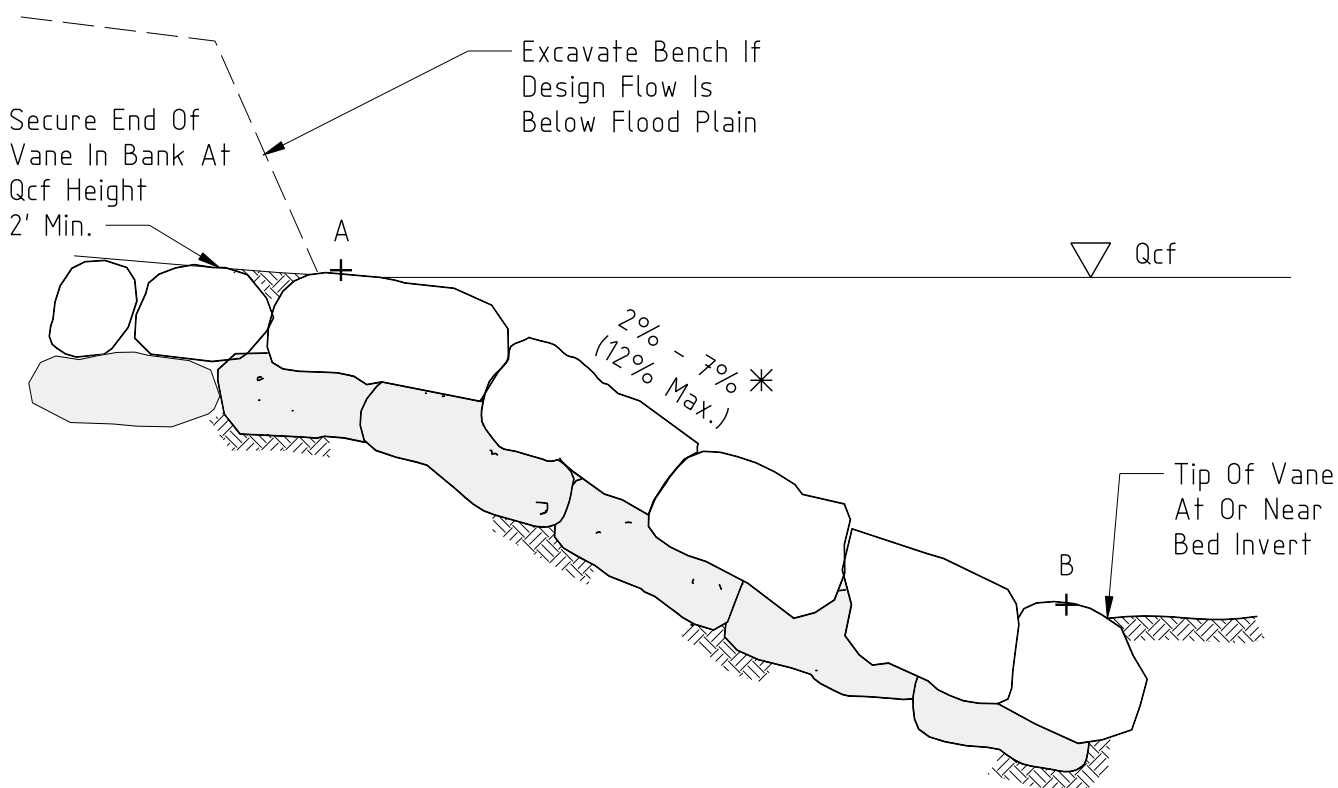 Excavate Bench If
Design Flow Is
Below Flood Plain
Secure End Of
Vane In Bank At
Qcf Height
2' Min.
A
Qcf
2% - 7% *
(12% Max.)
Tip Of Vane
At Or Near
Bed Invert
B